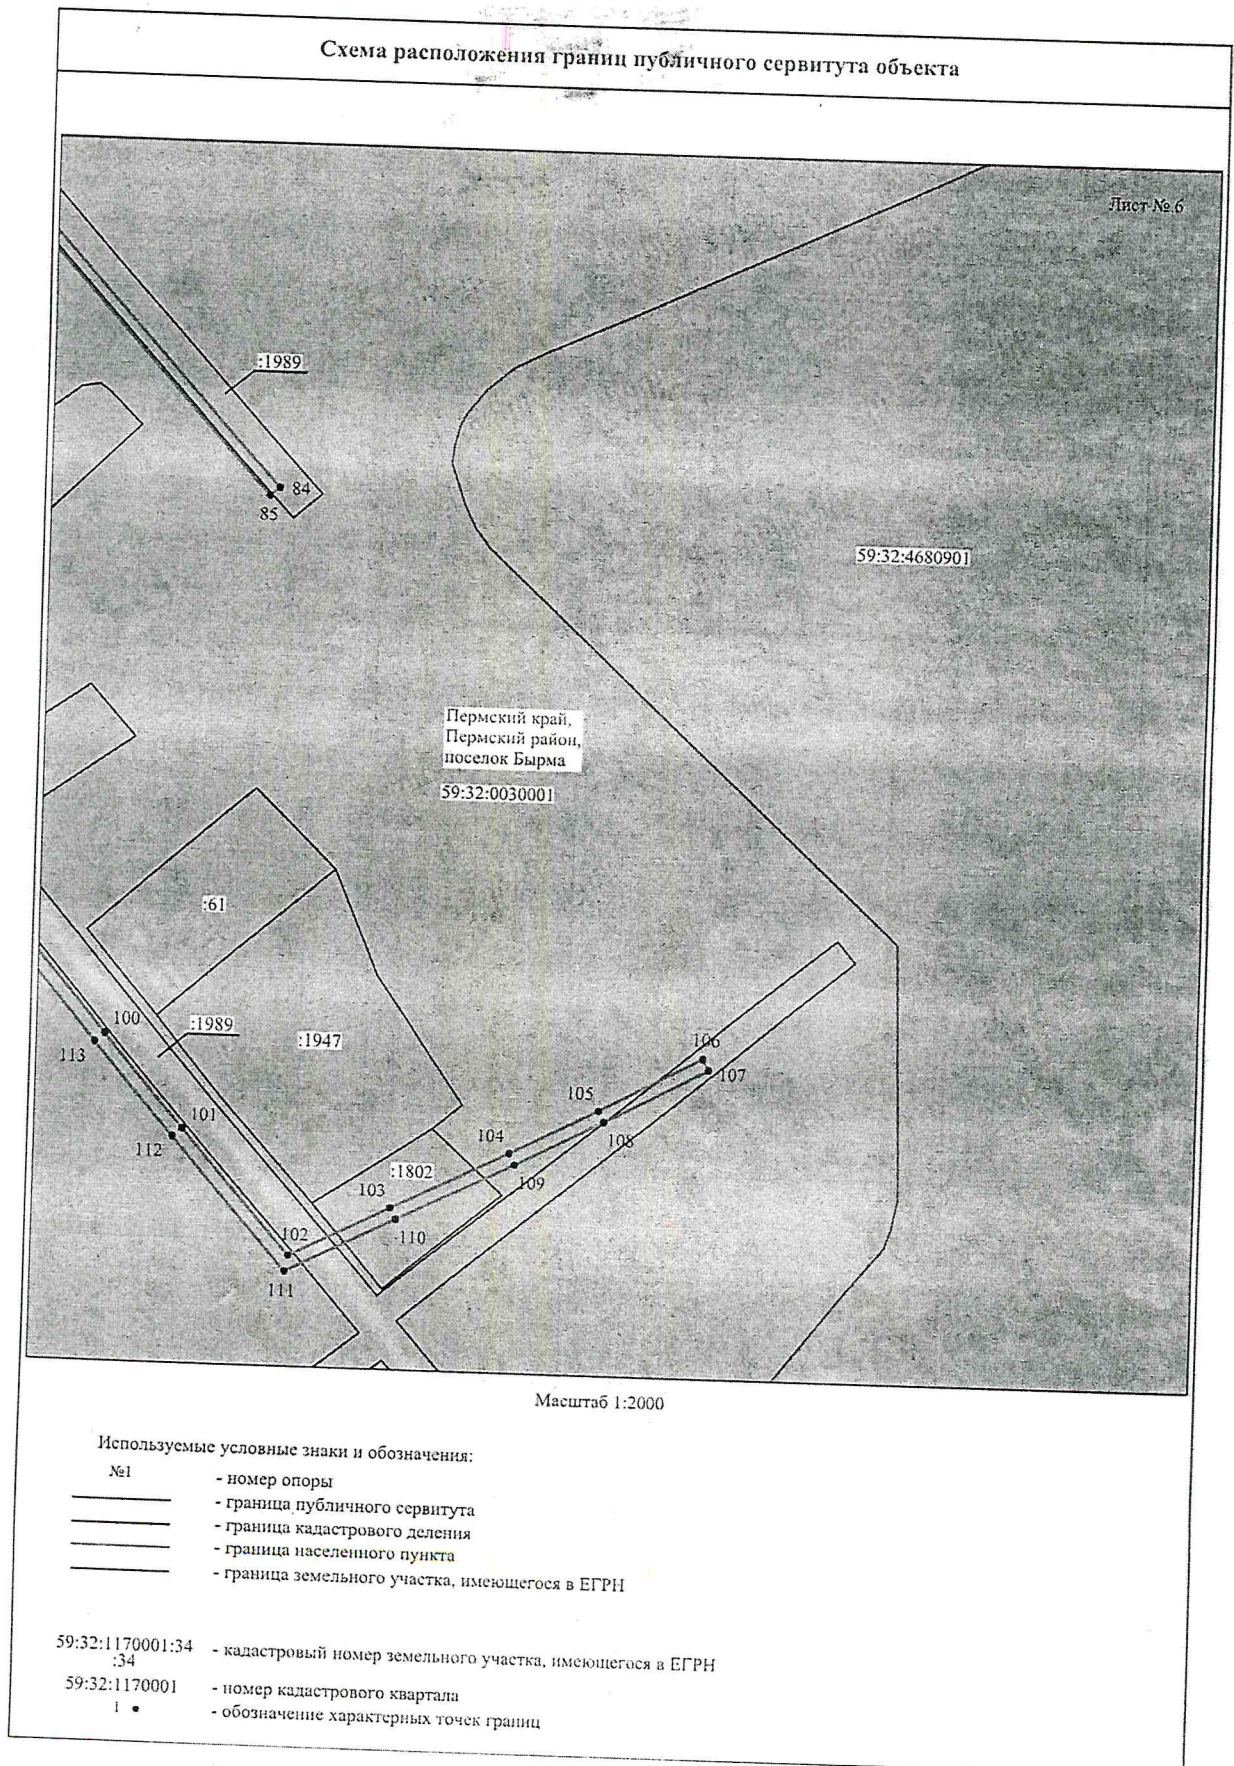 Схема расположения границ публичного сервитута объекта
Лист №6
:1989
84
85
59:32:4680901
Пермский край,
Пермский район,
поселок Бырма
59:32:0030001
:61
100
:1989
:1947
113
106
107
105
101
112
104
108
109
:1802
103
110
102
111
Масштаб 1:2000
Используемые условные знаки и обозначения:
№1 - номер опоры
- граница публичного сервитута
- граница кадастрового деления
- граница населенного пункта
- граница земельного участка, имеющегося в ЕГРН
59:32:1170001:34 - кадастровый номер земельного участка, имеющегося в ЕГРН
:34
59:32:1170001 - номер кадастрового квартала
1 • - обозначение характерных точек границ